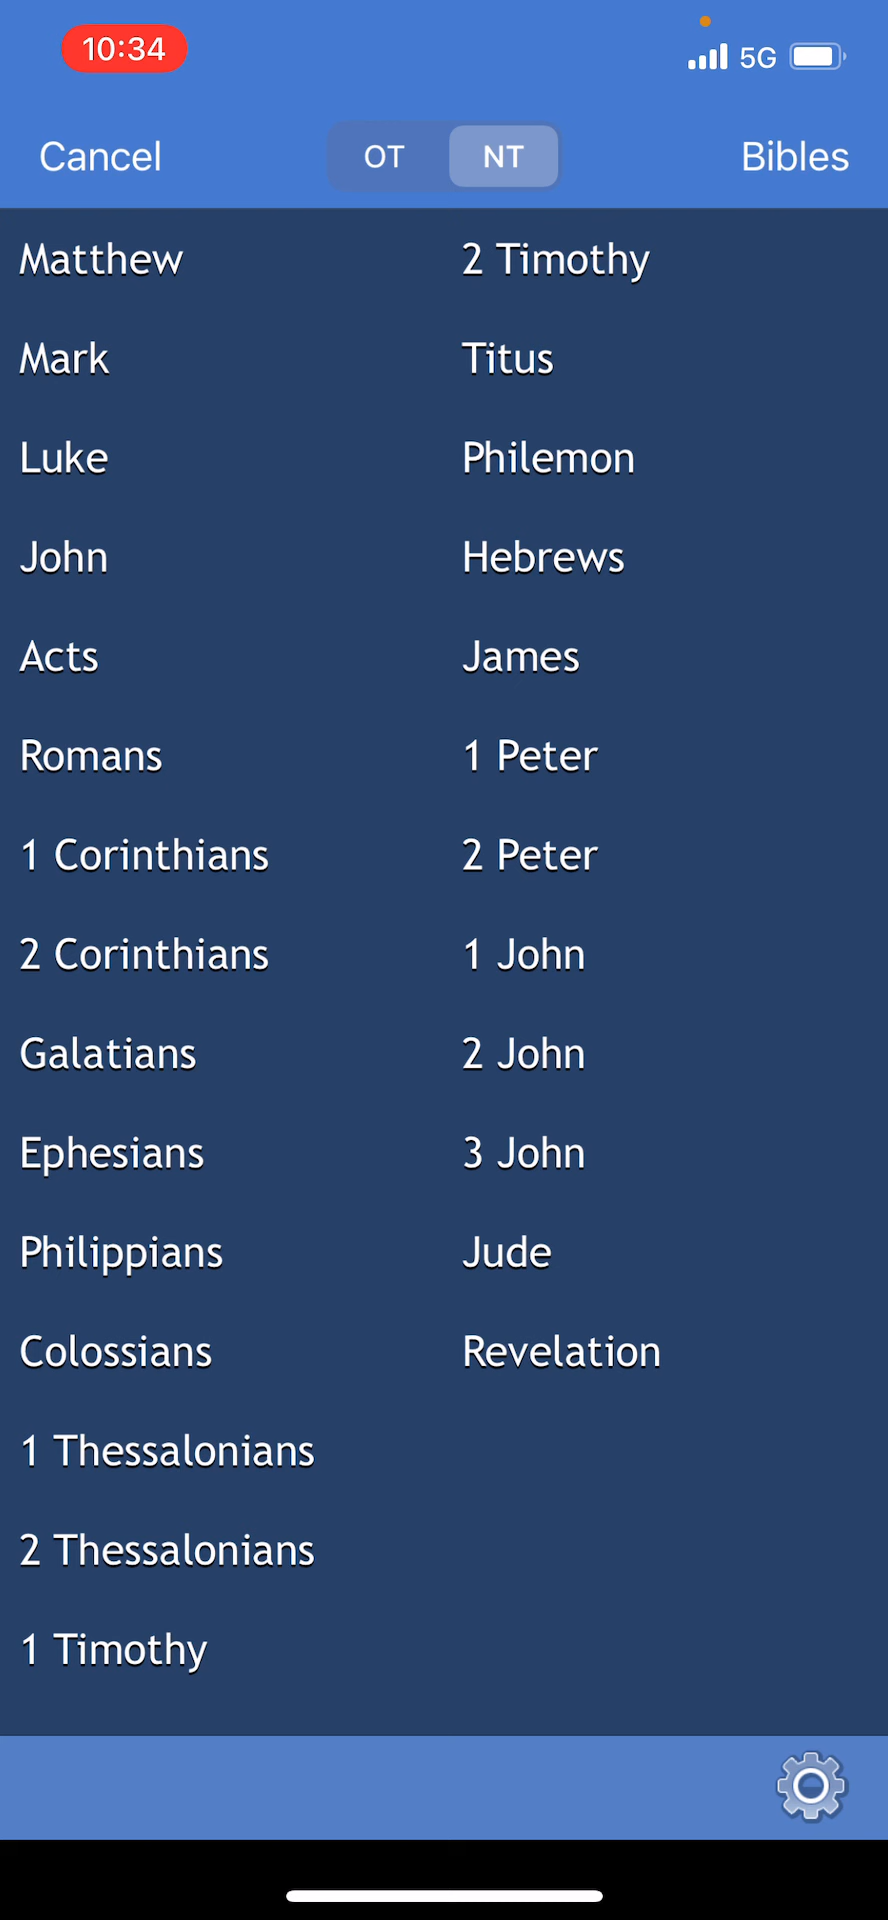 10:34
5G
Cancel
OT
NT
Bibles
Matthew
Mark
Luke
John
Acts
Romans
1 Corinthians
2 Corinthians
Galatians
Ephesians
Philippians
Colossians
1 Thessalonians
2 Thessalonians
1 Timothy
2 Timothy
Titus
Philemon
Hebrews
James
1 Peter
2 Peter
1 John
2 John
3 John
Jude
Revelation